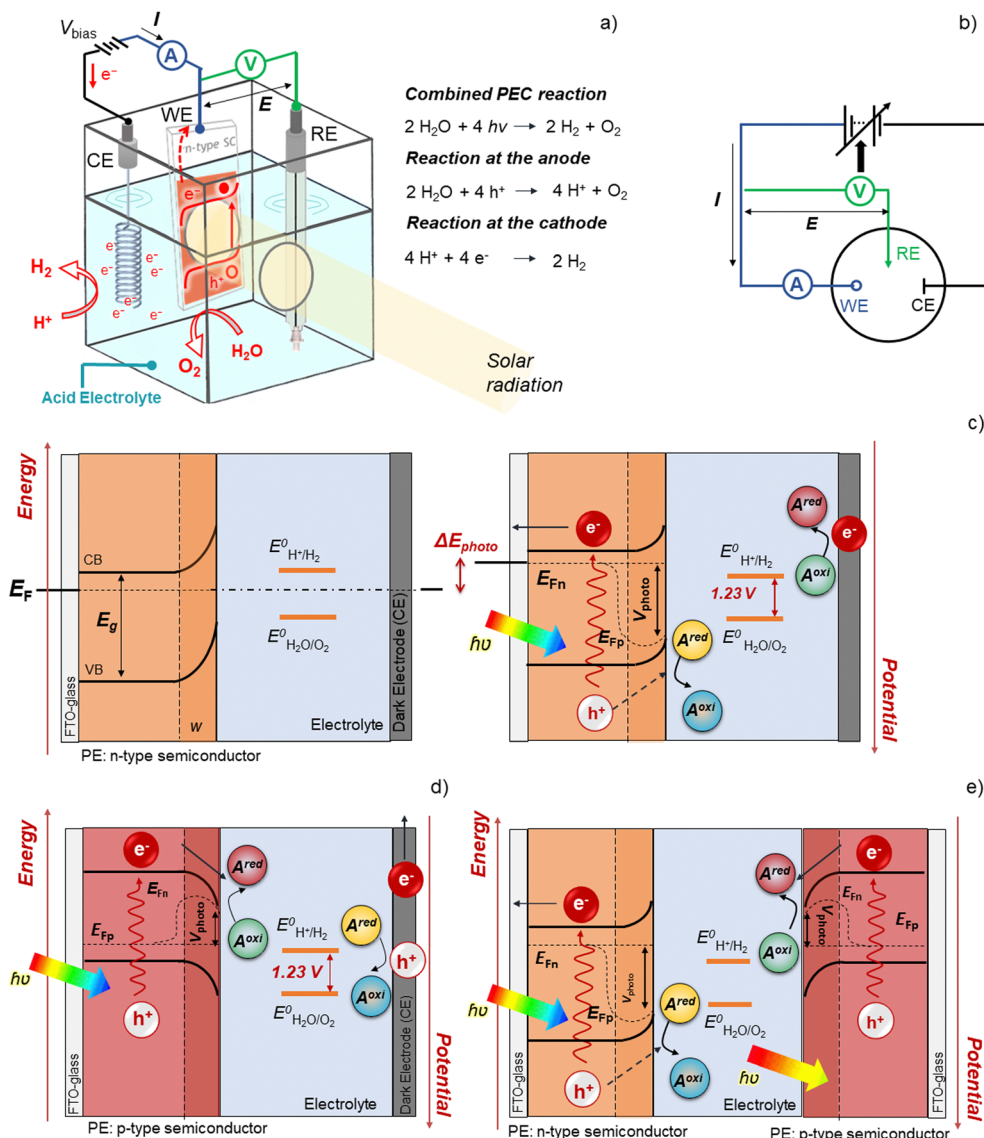 a)
V_bias
I
A
V
e⁻
E
WE
RE
CE
n-type SC
e⁻
h⁺
e⁻ e⁻ e⁻ e⁻ e⁻ e⁻ e⁻ e⁻
H₂
H⁺
O₂
H₂O
Acid Electrolyte
Solar
radiation
Combined PEC reaction
2 H₂O + 4 hν → 2 H₂ + O₂
Reaction at the anode
2 H₂O + 4 h⁺ → 4 H⁺ + O₂
Reaction at the cathode
4 H⁺ + 4 e⁻ → 2 H₂
b)
I
V
E
RE
A
WE
CE
c)
Energy
CB
E_F
E_g
VB
FTO-glass
w
E⁰ H⁺/H₂
E⁰ H₂O/O₂
Electrolyte
Dark Electrode (CE)
PE: n-type semiconductor
ΔE_photo
e⁻
E_Fn
V_photo
E_Fp
ħυ
h⁺
A^red
A^oxi
E⁰ H⁺/H₂
1.23 V
E⁰ H₂O/O₂
A^red
e⁻
A^oxi
Potential
d)
Energy
e⁻
E_Fn
V_photo
E_Fp
ħυ
h⁺
FTO-glass
A^red
A^oxi
E⁰ H⁺/H₂
1.23 V
E⁰ H₂O/O₂
A^red
A^oxi
e⁻
h⁺
Electrolyte
Dark Electrode (CE)
Potential
PE: p-type semiconductor
e)
Energy
e⁻
E_Fn
V_photo
E_Fp
ħυ
h⁺
FTO-glass
A^red
A^oxi
E⁰ H⁺/H₂
E⁰ H₂O/O₂
A^red
A^oxi
e⁻
E_Fn
V_photo
E_Fp
h⁺
ħυ
Electrolyte
FTO-glass
Potential
PE: n-type semiconductor
PE: p-type semiconductor